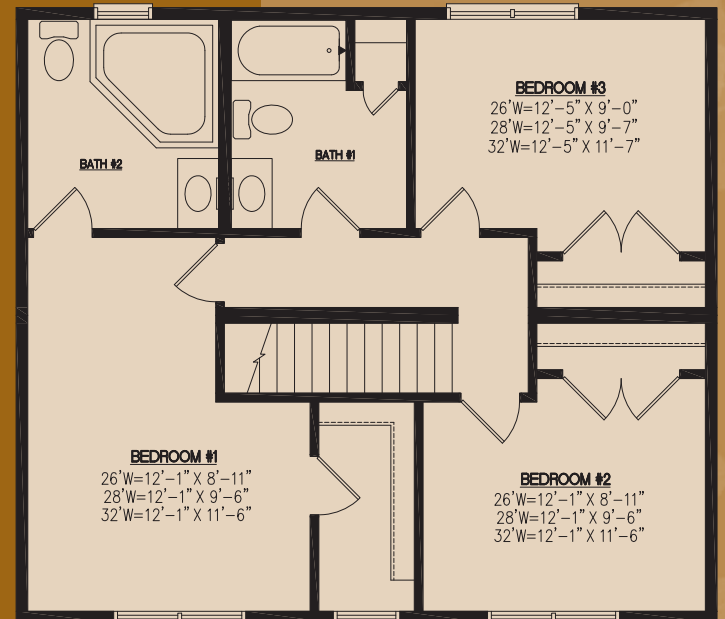 BEDROOM #3
26'W=12'-5" X 9'-0"
28'W=12'-5" X 9'-7"
32'W=12'-5" X 11'-7"
BATH #2
BATH #1
BEDROOM #1
26'W=12'-1" X 8'-11"
28'W=12'-1" X 9'-6"
32'W=12'-1" X 11'-6"
BEDROOM #2
26'W=12'-1" X 8'-11"
28'W=12'-1" X 9'-6"
32'W=12'-1" X 11'-6"